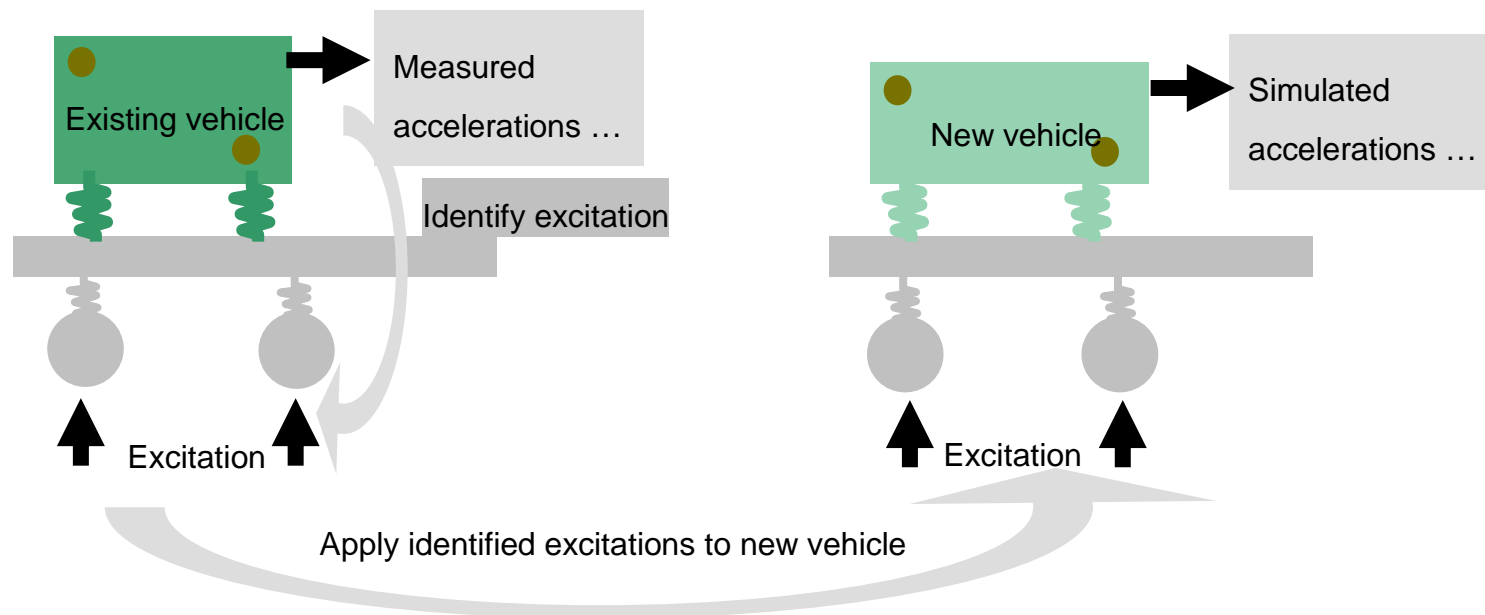 Existing vehicle
Measured
accelerations …
Identify excitation
Excitation
New vehicle
Simulated
accelerations …
Excitation
Apply identified excitations to new vehicle